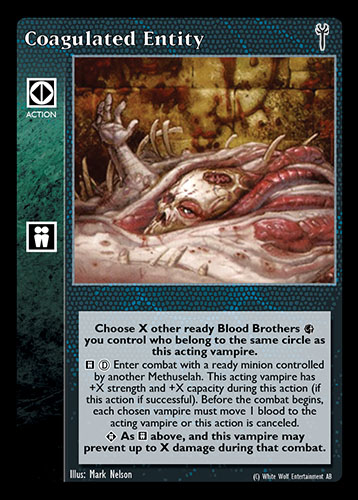 Coagulated Entity
ACTION
Choose X other ready Blood Brothers
you control who belong to the same circle as
this acting vampire.
Enter combat with a ready minion controlled
by another Methuselah. This acting vampire has
+X strength and +X capacity during this action (if
this action if successful). Before the combat begins,
each chosen vampire must move 1 blood to the
acting vampire or this action is canceled.
As above, and this vampire may
prevent up to X damage during that combat.
Illus: Mark Nelson (C) White Wolf Entertainment AB